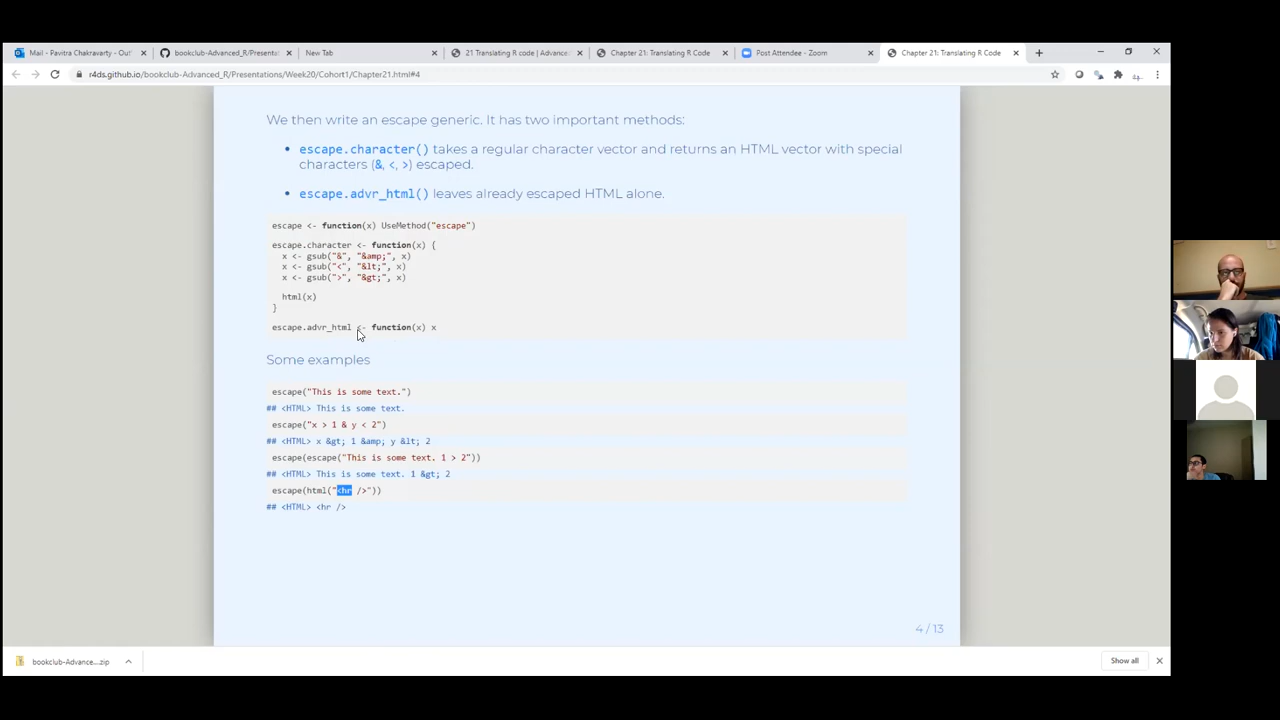 Mail - Pavitra Chakravarty - Out
bookclub-Advanced_R/Presenta
New Tab
21 Translating R code | Advance
Chapter 21: Translating R Code
Post Attendee - Zoom
Chapter 21: Translating R Code
r4ds.github.io/bookclub-Advanced_R/Presentations/Week20/Cohort1/Chapter21.html#4
We then write an escape generic. It has two important methods:
• escape.character() takes a regular character vector and returns an HTML vector with special
characters (&, <, >) escaped.
• escape.advr_html() leaves already escaped HTML alone.
escape <- function(x) UseMethod("escape")
escape.character <- function(x) {
x <- gsub("&", "&amp;", x)
x <- gsub("<", "&lt;", x)
x <- gsub(">", "&gt;", x)
html(x)
}
escape.advr_html <- function(x) x
Some examples
escape("This is some text.")
## <HTML> This is some text.
escape("x > 1 & y < 2")
## <HTML> x &gt; 1 &amp; y &lt; 2
escape(escape("This is some text. 1 > 2"))
## <HTML> This is some text. 1 &gt; 2
escape(html("<hr />"))
## <HTML> <hr />
4 / 13
bookclub-Advance....zip
Show all